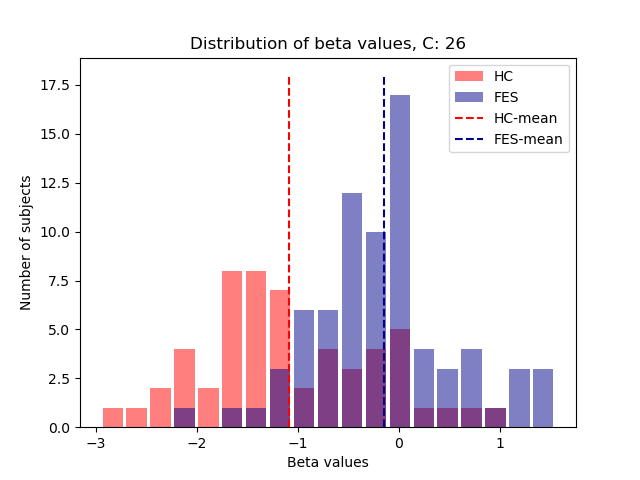 Distribution of beta values, C: 26
HC
FES
HC-mean
FES-mean
Number of subjects
17.5
15.0
12.5
10.0
7.5
5.0
2.5
0.0
−3
−2
−1
0
1
Beta values